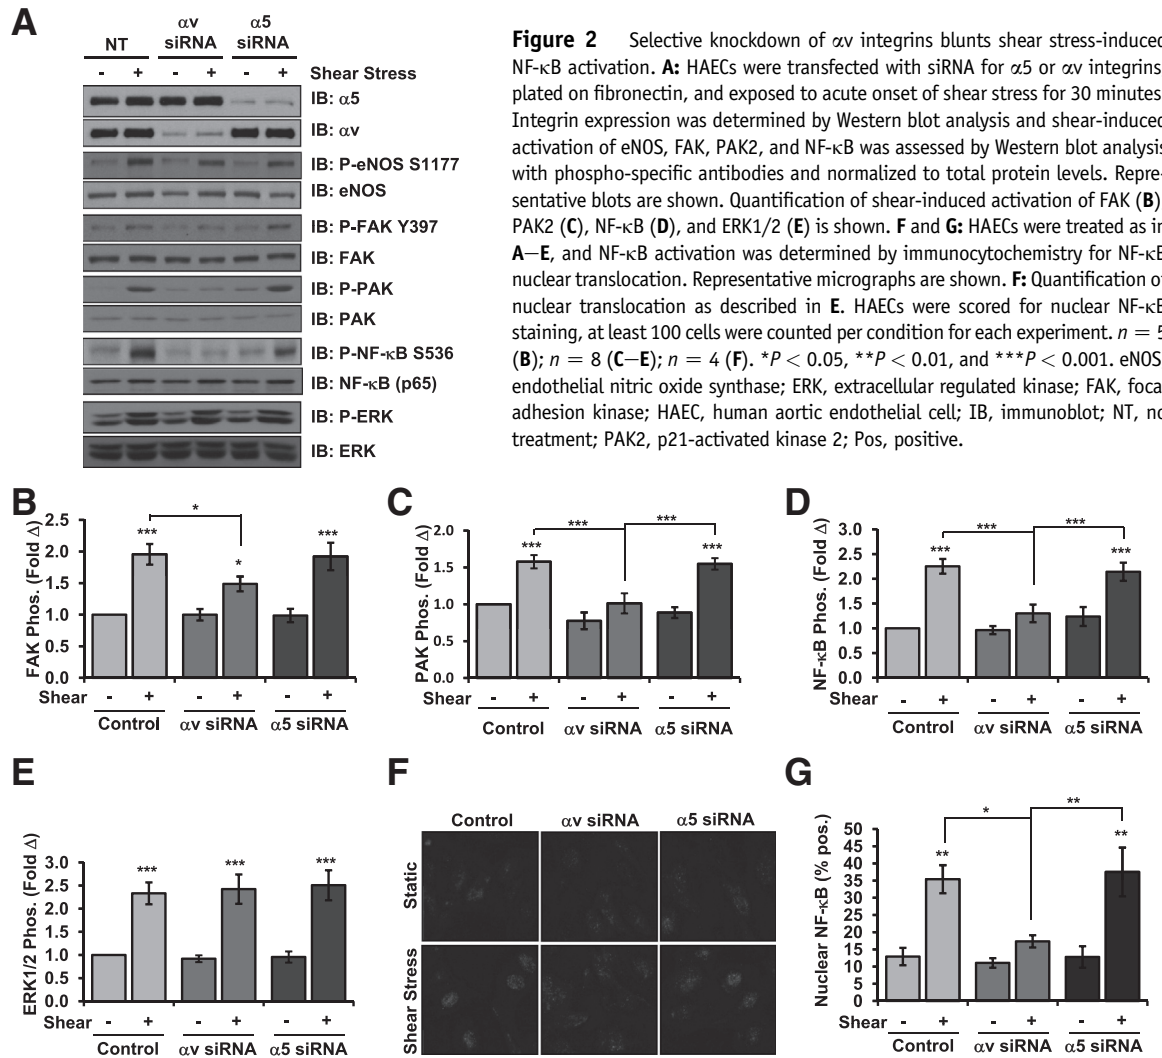 A
NT
αv siRNA
α5 siRNA
- + - + - + Shear Stress
IB: α5
IB: αv
IB: P-eNOS S1177
IB: eNOS
IB: P-FAK Y397
IB: FAK
IB: P-PAK
IB: PAK
IB: P-NF-κB S536
IB: NF-κB (p65)
IB: P-ERK
IB: ERK
Figure 2 Selective knockdown of αv integrins blunts shear stress-induced
NF-κB activation. A: HAECs were transfected with siRNA for α5 or αv integrins
plated on fibronectin, and exposed to acute onset of shear stress for 30 minutes
Integrin expression was determined by Western blot analysis and shear-induced
activation of eNOS, FAK, PAK2, and NF-κB was assessed by Western blot analysis
with phospho-specific antibodies and normalized to total protein levels. Repre-
sentative blots are shown. Quantification of shear-induced activation of FAK (B)
PAK2 (C), NF-κB (D), and ERK1/2 (E) is shown. F and G: HAECs were treated as in
A–E, and NF-κB activation was determined by immunocytochemistry for NF-κB
nuclear translocation. Representative micrographs are shown. F: Quantification o
nuclear translocation as described in E. HAECs were scored for nuclear NF-κB
staining, at least 100 cells were counted per condition for each experiment. n = 5
(B); n = 8 (C–E); n = 4 (F). *P < 0.05, **P < 0.01, and ***P < 0.001. eNOS
endothelial nitric oxide synthase; ERK, extracellular regulated kinase; FAK, foca
adhesion kinase; HAEC, human aortic endothelial cell; IB, immunoblot; NT, no
treatment; PAK2, p21-activated kinase 2; Pos, positive.
B
FAK Phos. (Fold Δ)
2.5
2.0
1.5
1.0
0.5
0.0
*
*** * ***
Shear - + - + - +
Control αv siRNA α5 siRNA
C
PAK Phos. (Fold Δ)
2.0
1.5
1.0
0.5
0.0
*** ***
*** ***
Shear - + - + - +
Control αv siRNA α5 siRNA
D
NF-κB Phos. (Fold Δ)
3.0
2.5
2.0
1.5
1.0
0.5
0.0
*** ***
*** ***
Shear - + - + - +
Control αv siRNA α5 siRNA
E
ERK1/2 Phos. (Fold Δ)
3.0
2.5
2.0
1.5
1.0
0.5
0.0
*** *** ***
Shear - + - + - +
Control αv siRNA α5 siRNA
F
Control αv siRNA α5 siRNA
Static
Shear Stress
G
Nuclear NF-κB (% pos.)
50
45
40
35
30
25
20
15
10
5
0
* **
** **
Shear - + - + - +
Control αv siRNA α5 siRNA